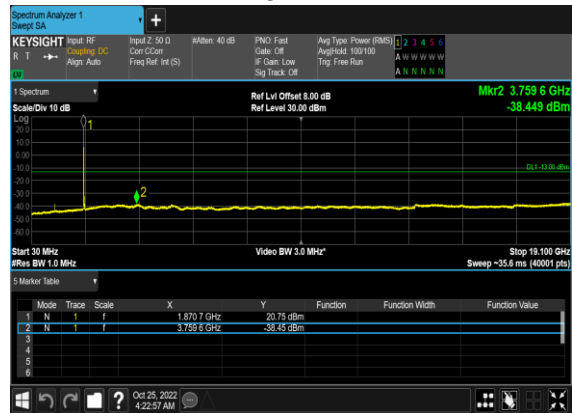 Spectrum Analyzer 1
Swept SA
KEYSIGHT Input: RF Input Z: 50 Ω #Atten: 40 dB PNO: Fast Avg Type: Power (RMS) 1 2 3 4 5 6
R T Coupling: DC Corr CCorr Gate: Off Avg|Hold: 100/100 A W W W W W
Align: Auto Freq Ref: Int (S) IF Gain: Low Trig: Free Run
Sig Track: Off A N N N N N
1 Spectrum Ref Lvl Offset 8.00 dB Mkr2 3.759 6 GHz
Scale/Div 10 dB Ref Level 30.00 dBm -38.449 dBm
Log
20.0
10.0
0.00
-10.0
DL1 -13.00 dBm
-20.0
-30.0
-40.0
-50.0
-60.0
1
2
Start 30 MHz Video BW 3.0 MHz* Stop 19.100 GHz
#Res BW 1.0 MHz Sweep ~35.6 ms (40001 pts)
5 Marker Table
Mode Trace Scale X Y Function Function Width Function Value
1 N 1 f 1.870 7 GHz 20.75 dBm
2 N 1 f 3.759 6 GHz -38.45 dBm
3
4
5
6
? Oct 25, 2022
4:22:57 AM